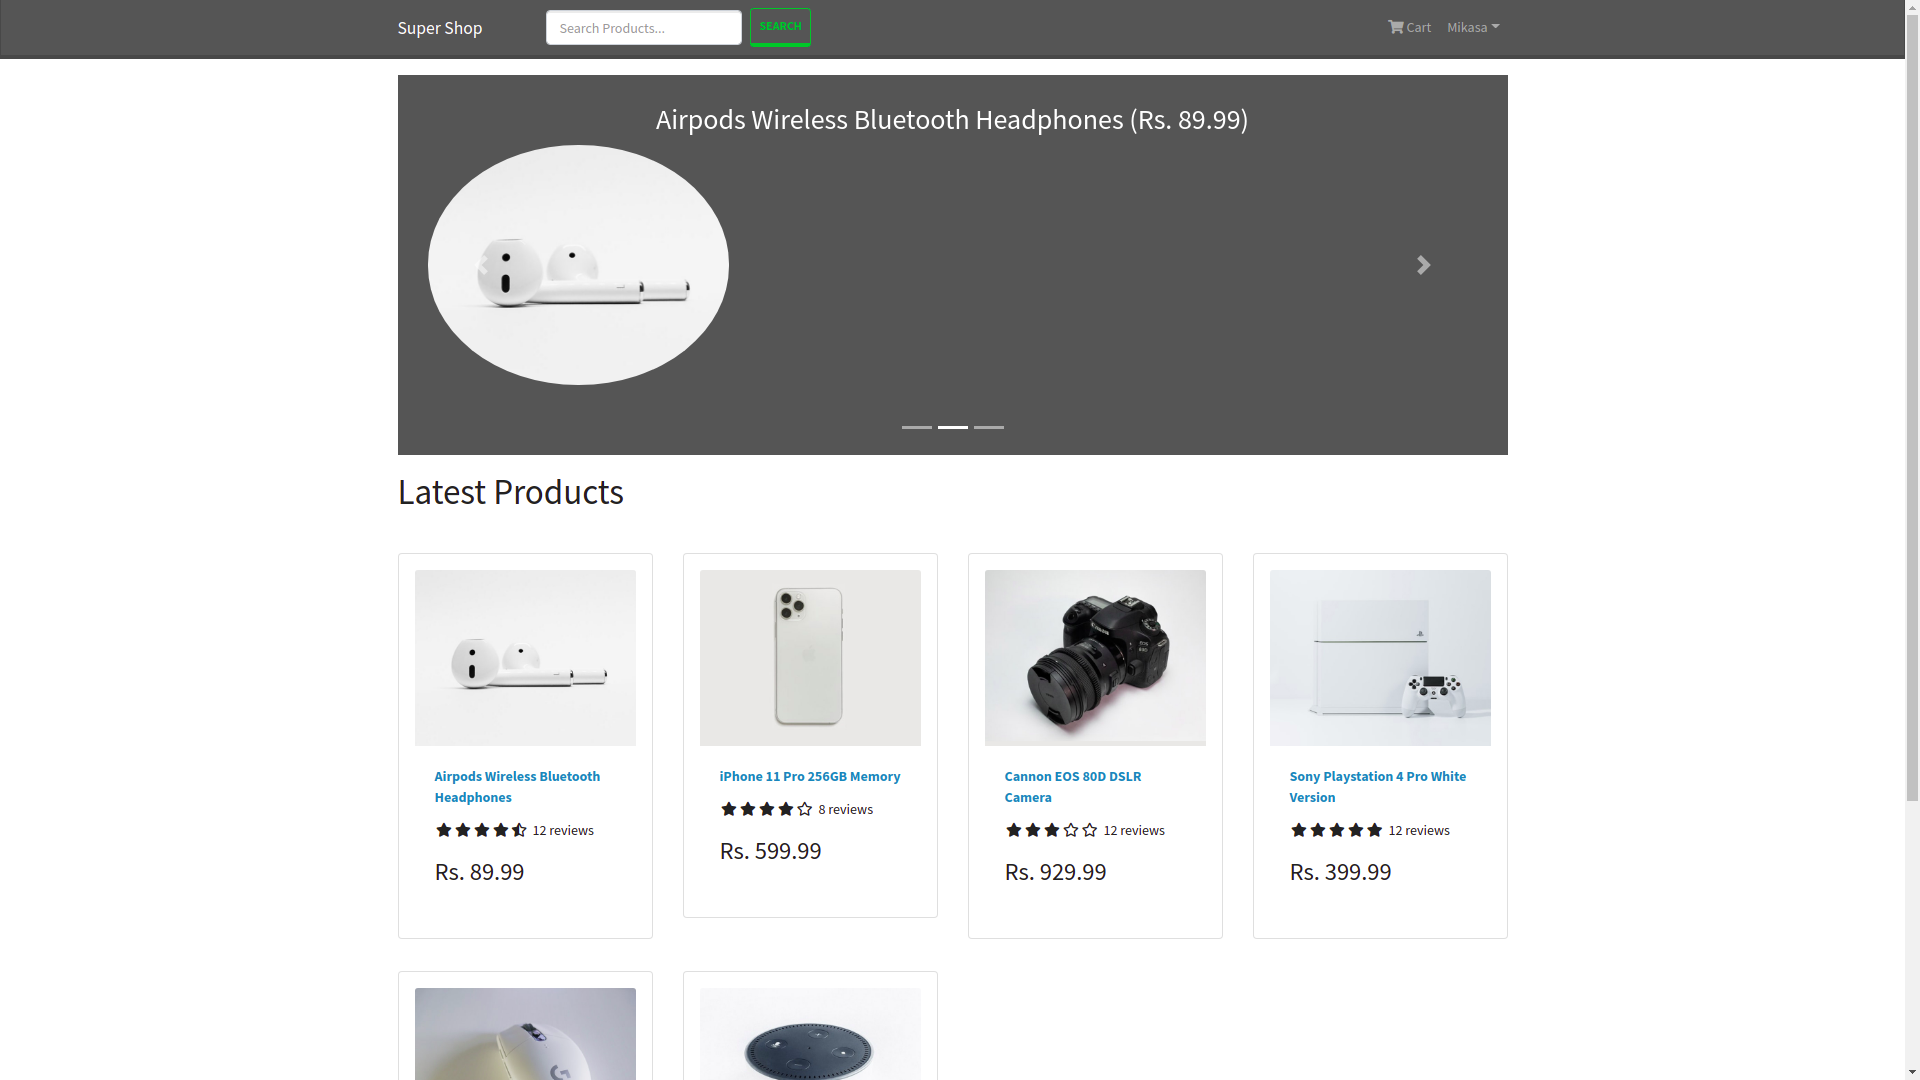 Super Shop
Search Products...
SEARCH
Cart
Mikasa
Airpods Wireless Bluetooth Headphones (Rs. 89.99)
Latest Products
Airpods Wireless Bluetooth
Headphones
12 reviews
Rs. 89.99
iPhone 11 Pro 256GB Memory
8 reviews
Rs. 599.99
Cannon EOS 80D DSLR
Camera
12 reviews
Rs. 929.99
Sony Playstation 4 Pro White
Version
12 reviews
Rs. 399.99